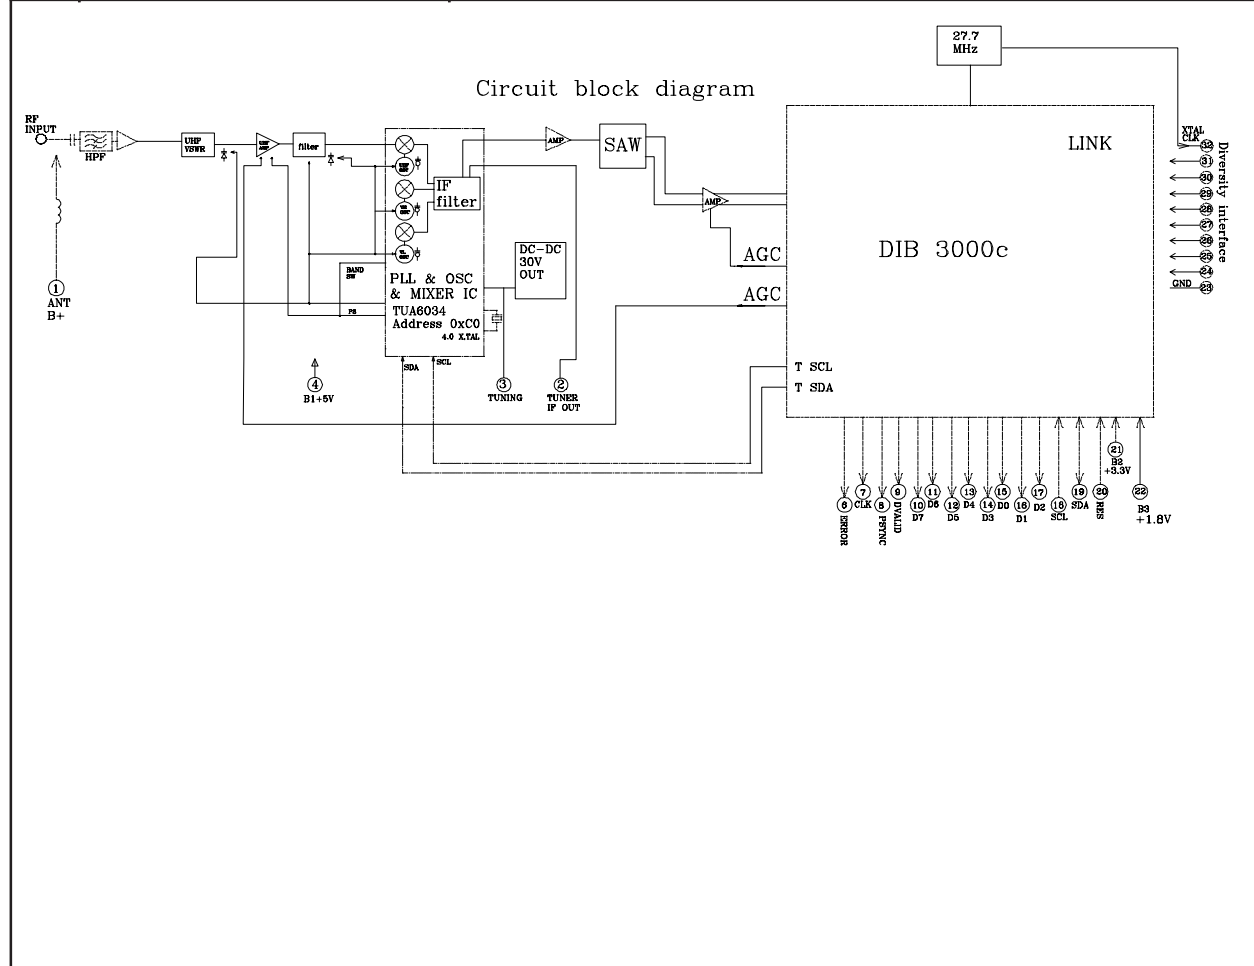 27.7
MHz
Circuit block diagram
RF
INPUT
HPF
UHP
VSWR
AMP
filter
IF
filter
AMP
SAW
AMP
LINK
DIB 3000c
XTAL
CLK
32
31
30
29
28
27
26
25
24
GND
23
Diversity interface
DC-DC
30V
OUT
AGC
AGC
BAND
SW
PLL & OSC
& MIXER IC
TUA6034
Address 0xC0
4.0 X.TAL
1
ANT
B+
4
B1+5V
SDA
SCL
3
TUNING
2
TUNER
IF OUT
T SCL
T SDA
6
ERROR
7
CLK
8
PSYNC
9
DVALID
10
D7
11
D6
12
D5
13
D4
14
D3
15
D0
16
D1
17
D2
18
SCL
19
SDA
20
RES
21
B2
+3.3V
22
B3
+1.8V